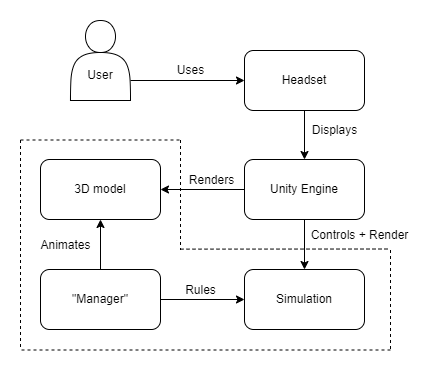 User
Uses
Headset
Displays
3D model
Renders
Unity Engine
Animates
Controls + Render
"Manager"
Rules
Simulation